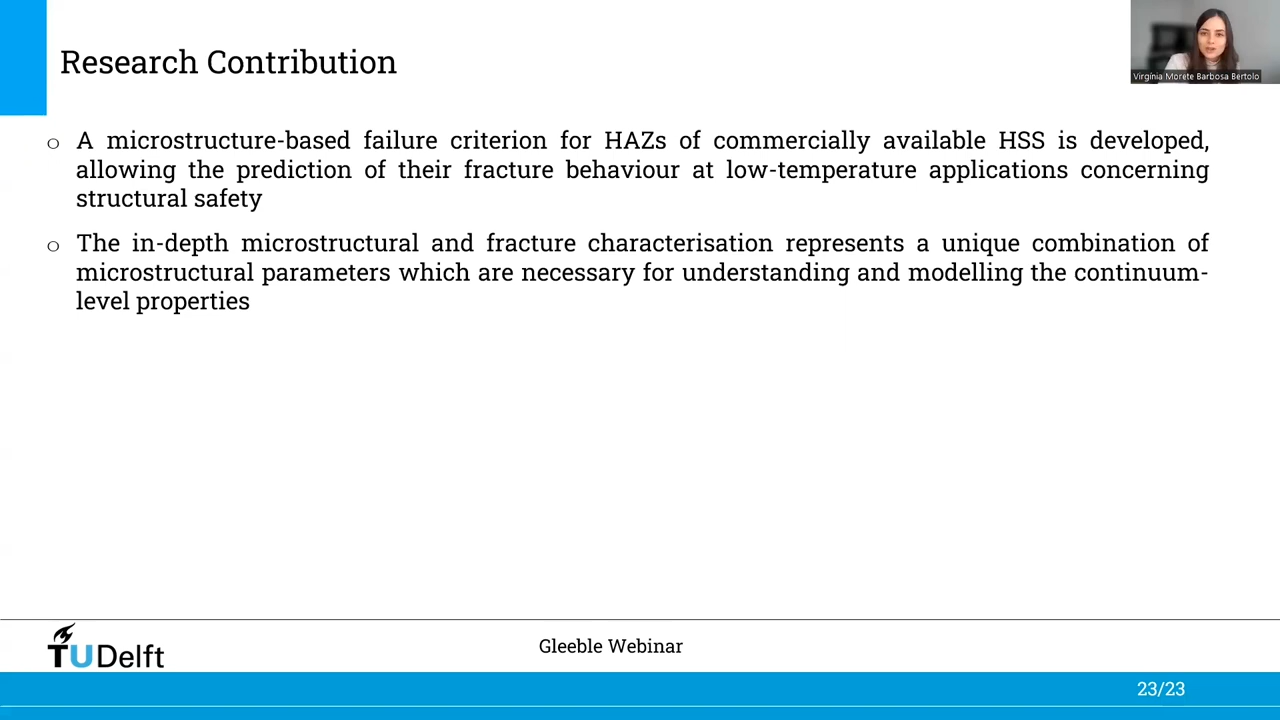 Research Contribution
Virgínia Morete Barbosa Bertolo
○ A microstructure-based failure criterion for HAZs of commercially available HSS is developed,
allowing the prediction of their fracture behaviour at low-temperature applications concerning
structural safety
○ The in-depth microstructural and fracture characterisation represents a unique combination of
microstructural parameters which are necessary for understanding and modelling the continuum-
level properties
TUDelft
Gleeble Webinar
23/23